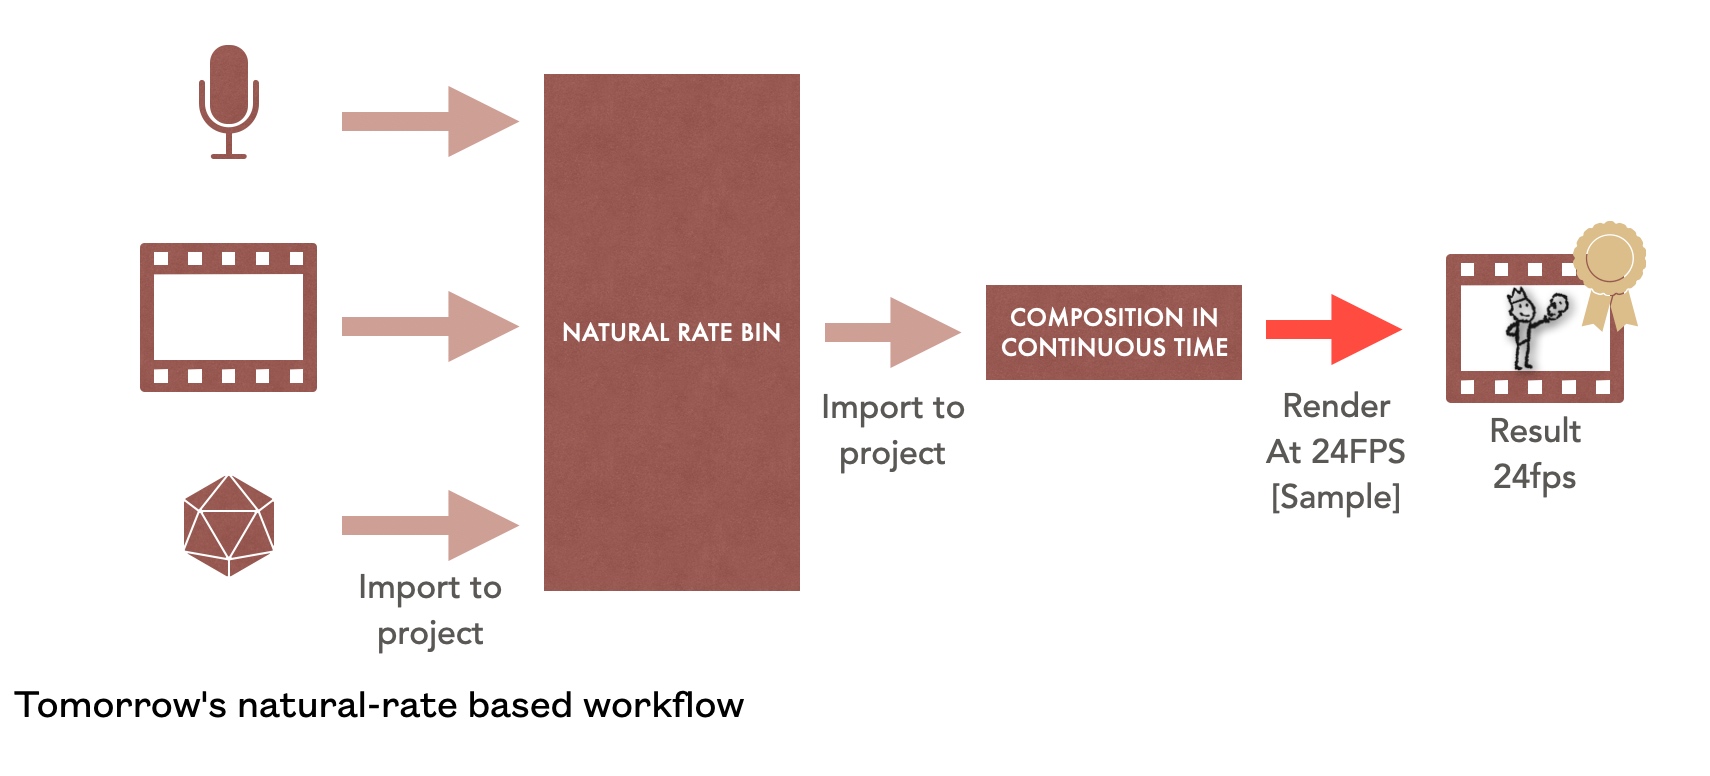 NATURAL RATE BIN
COMPOSITION IN
CONTINUOUS TIME
Import to
project
Render
At 24FPS
[Sample]
Result
24fps
Import to
project
Tomorrow's natural-rate based workflow